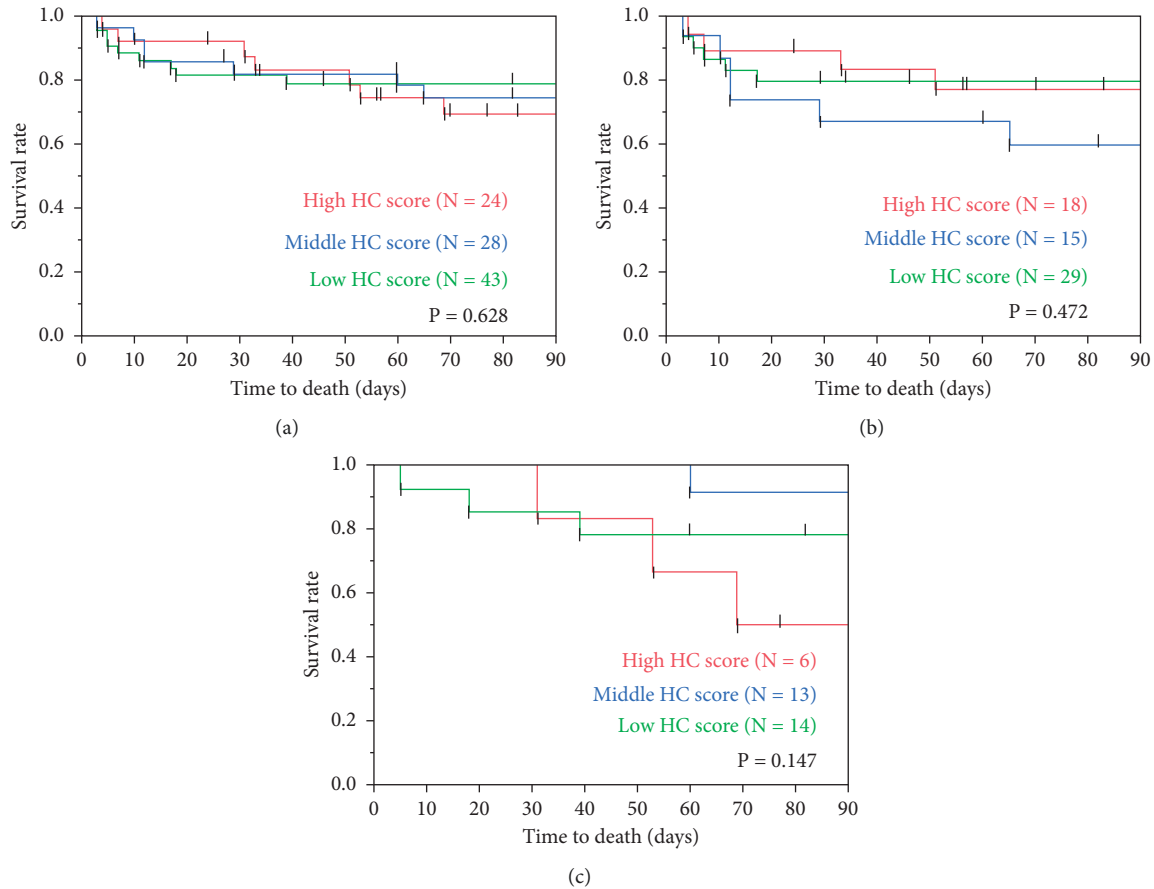 1.0
0.8
0.6
0.4
0.2
0.0
Survival rate
High HC score (N = 24)
Middle HC score (N = 28)
Low HC score (N = 43)
P = 0.628
0 10 20 30 40 50 60 70 80 90
Time to death (days)
(a)
1.0
0.8
0.6
0.4
0.2
0.0
Survival rate
High HC score (N = 18)
Middle HC score (N = 15)
Low HC score (N = 29)
P = 0.472
0 10 20 30 40 50 60 70 80 90
Time to death (days)
(b)
1.0
0.8
0.6
0.4
0.2
0.0
Survival rate
High HC score (N = 6)
Middle HC score (N = 13)
Low HC score (N = 14)
P = 0.147
0 10 20 30 40 50 60 70 80 90
Time to death (days)
(c)